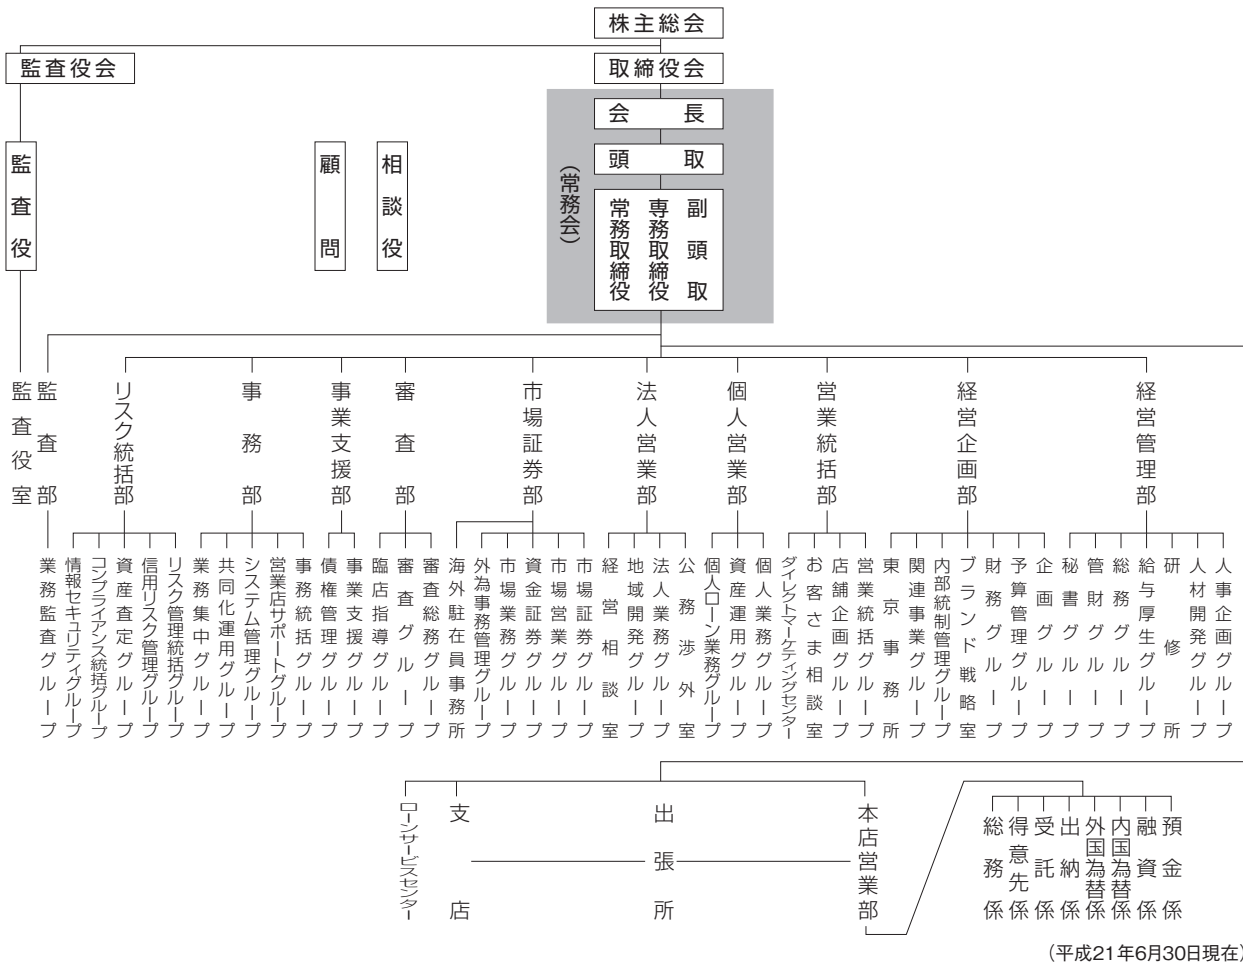 株主総会
監査役会
取締役会
会長
頭取
副頭取
専務取締役
常務取締役
(常務会)
相談役
顧問
監査役
経営管理部
経営企画部
営業統括部
個人営業部
法人営業部
市場証券部
審査部
事業支援部
事務部
リスク統括部
監査部
監査役室
人事企画グループ
人材開発グループ
研修所
給与厚生グループ
総務グループ
管財グループ
秘書グループ
企画グループ
予算管理グループ
財務グループ
ブランド戦略室
内部統制管理グループ
関連事業グループ
東京事務所
営業統括グループ
店舗企画グループ
お客さま相談室
ダイレクトマーケティングセンター
個人業務グループ
資産運用グループ
個人ローン業務グループ
公務渉外室
法人業務グループ
地域開発グループ
経営相談室
市場証券グループ
市場営業グループ
資金証券グループ
市場業務グループ
外為事務管理グループ
海外駐在員事務所
審査総務グループ
審査グループ
臨店指導グループ
事業支援グループ
債権管理グループ
事務統括グループ
営業店サポートグループ
システム管理グループ
共同化運用グループ
業務集中グループ
リスク管理統括グループ
信用リスク管理グループ
資産査定グループ
コンプライアンス統括グループ
情報セキュリティグループ
業務監査グループ
本店営業部
出張所
支店
ローンサービスセンター
預金係
融資係
内国為替係
外国為替係
出納係
受託係
得意先係
総務係
(平成21年6月30日現在)